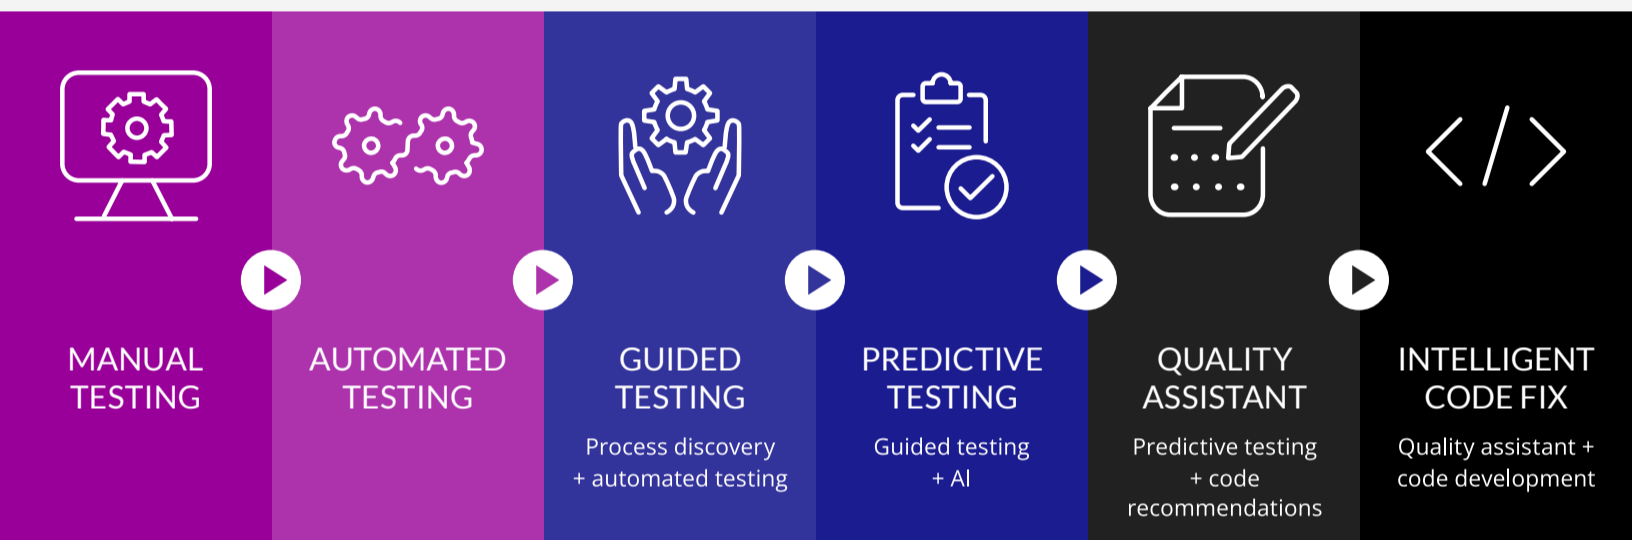 MANUAL
TESTING
AUTOMATED
TESTING
GUIDED
TESTING
Process discovery
+ automated testing
PREDICTIVE
TESTING
Guided testing
+ AI
QUALITY
ASSISTANT
Predictive testing
+ code
recommendations
INTELLIGENT
CODE FIX
Quality assistant +
code development